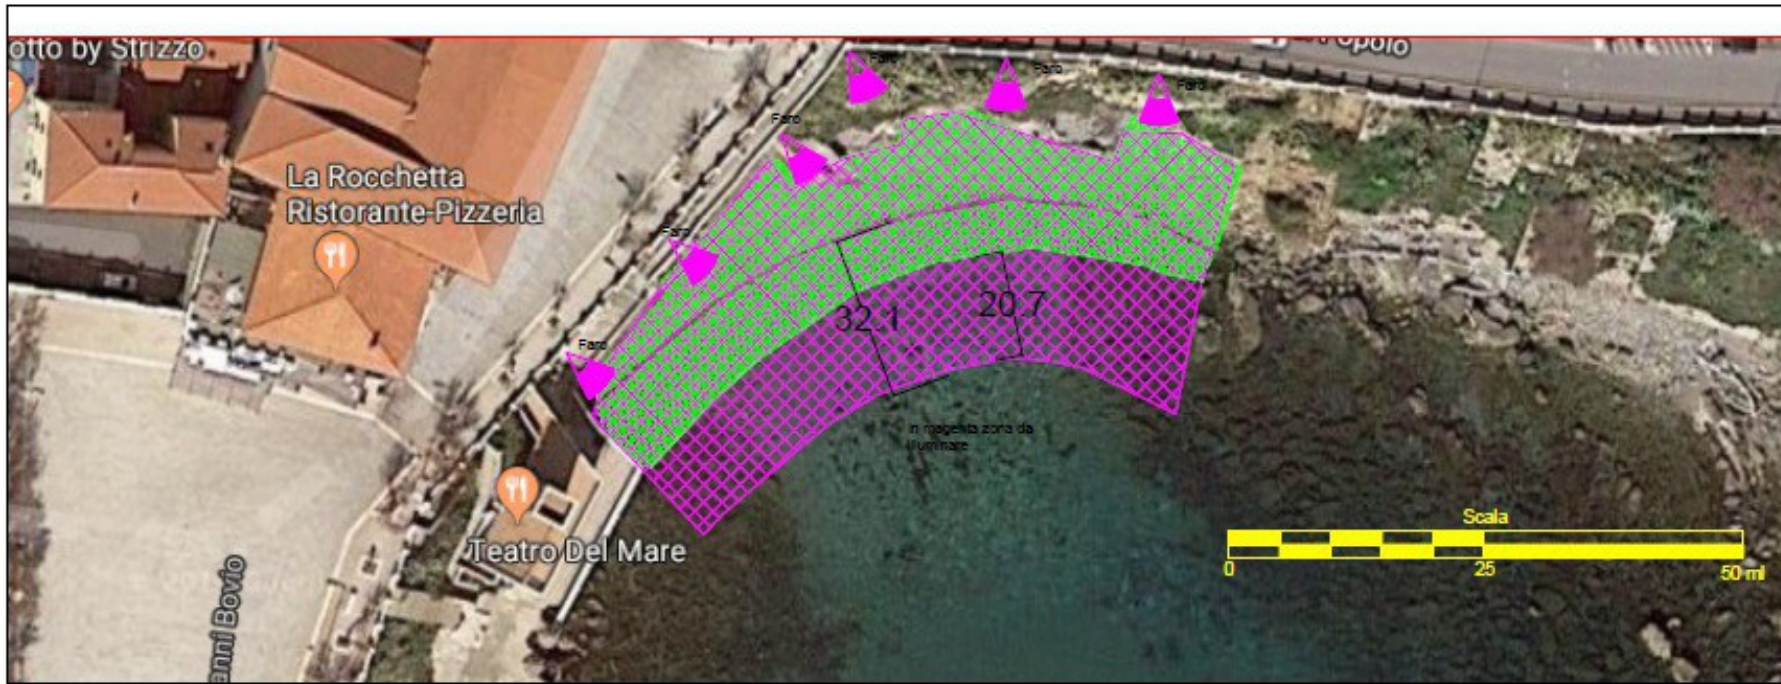 otto by Strizzo
Popolo
Faro
Faro
Faro
Faro
La Rocchetta
Ristorante-Pizzeria
Faro
32.1
20.7
Faro
in magenta zona da
illuminare
Scala
0
25
50 ml
Teatro Del Mare
anni Bovio